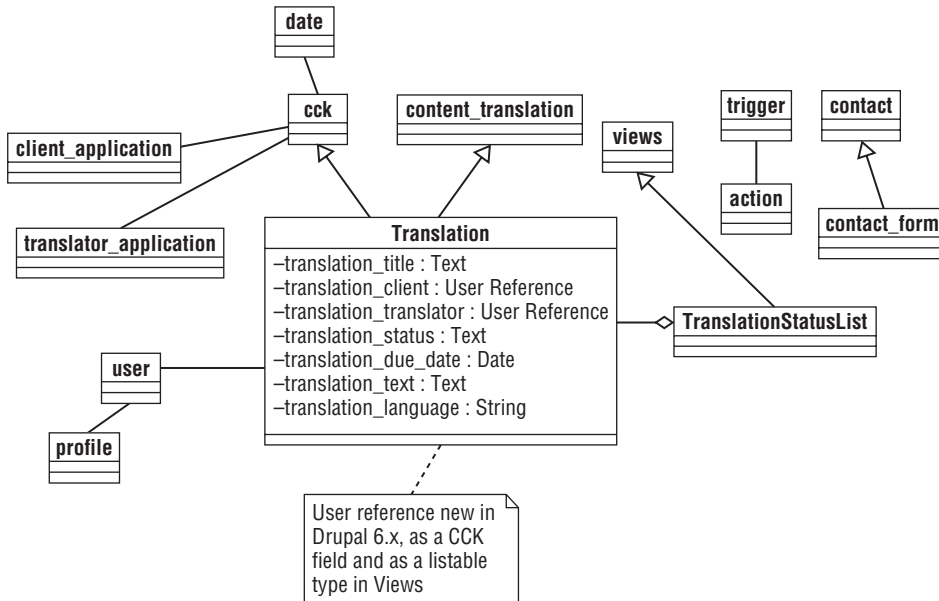 date
cck
content_translation
trigger
contact
views
client_application
action
translator_application
contact_form
Translation
–translation_title : Text
–translation_client : User Reference
–translation_translator : User Reference
–translation_status : Text
–translation_due_date : Date
–translation_text : Text
–translation_language : String
TranslationStatusList
user
profile
User reference new in
Drupal 6.x, as a CCK
field and as a listable
type in Views